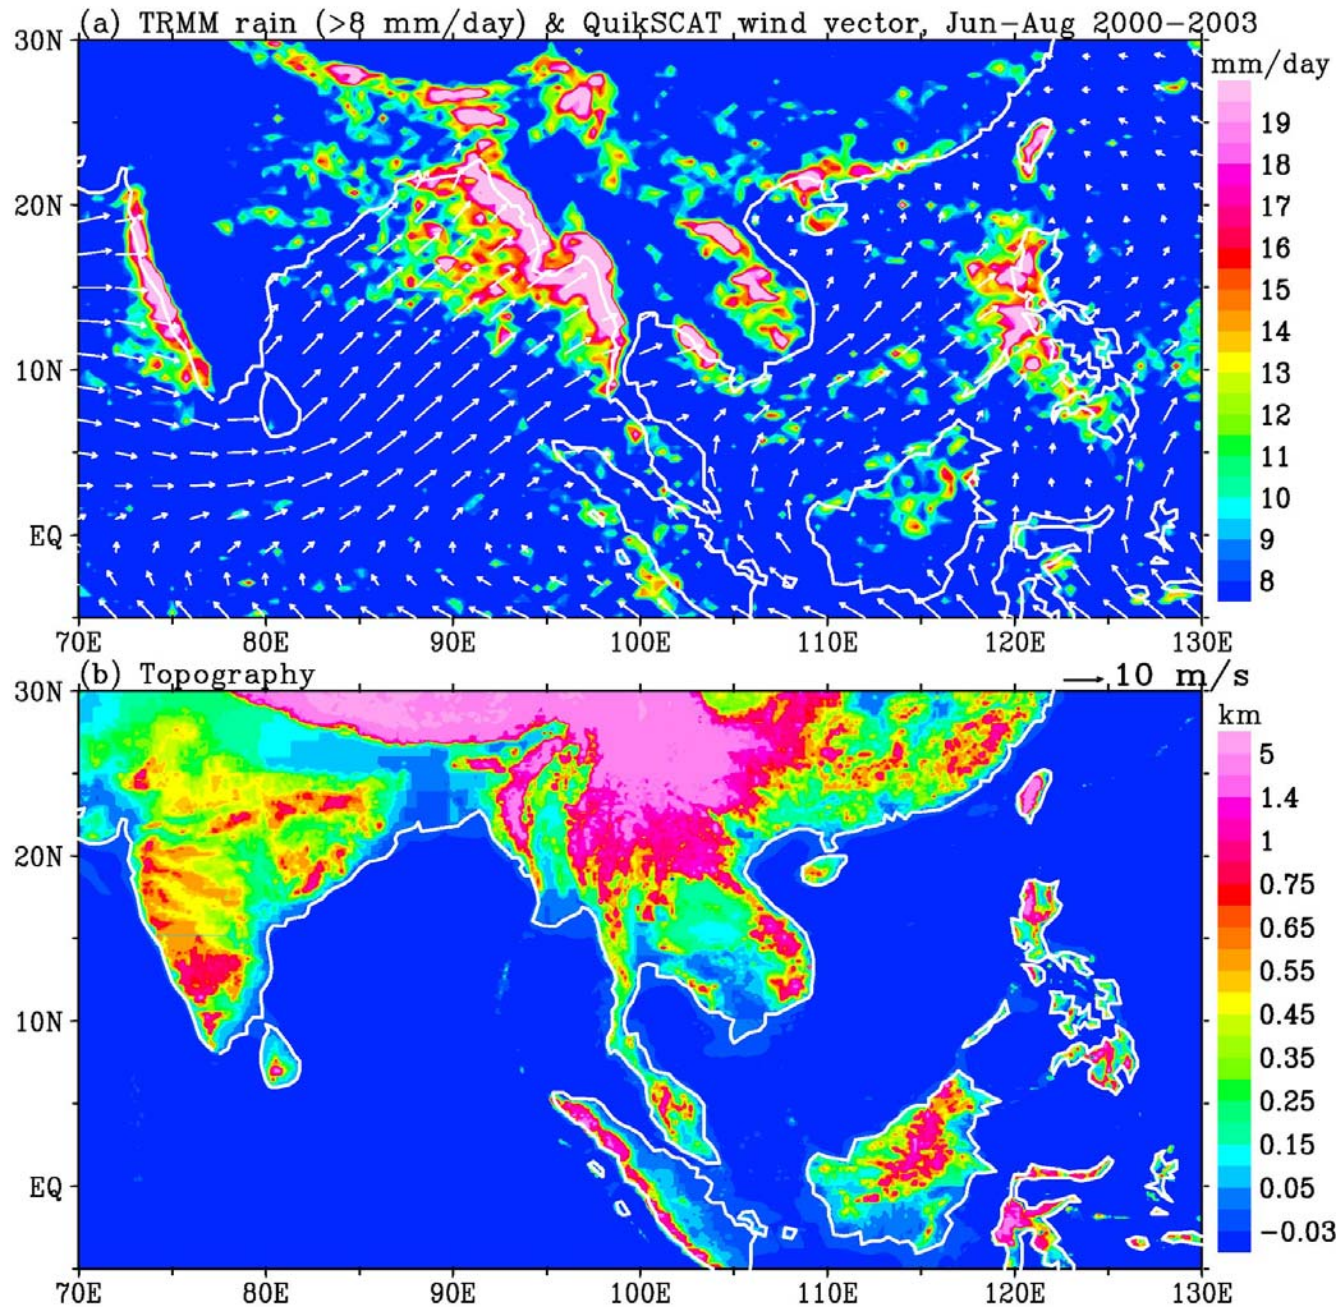 (a) TRMM rain (>8 mm/day) & QuikSCAT wind vector, Jun-Aug 2000-2003
30N
mm/day
19
18
20N
17
16
15
14
10N
13
12
11
10
EQ
9
8
70E 80E 90E 100E 110E 120E 130E
(b) Topography
10 m/s
30N
km
5
1.4
20N
1
0.75
0.65
0.55
10N
0.45
0.35
0.25
0.15
EQ
0.05
-0.03
70E 80E 90E 100E 110E 120E 130E